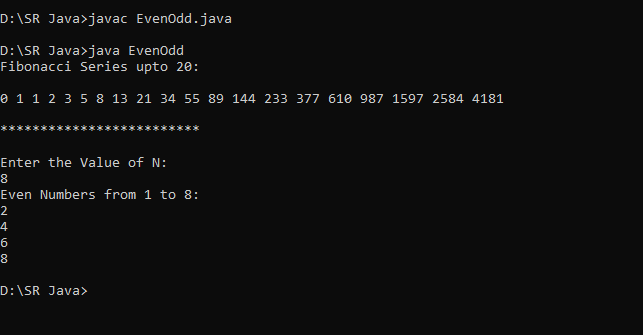 D:\SR Java>javac EvenOdd.java
D:\SR Java>java EvenOdd
Fibonacci Series upto 20:
0 1 1 2 3 5 8 13 21 34 55 89 144 233 377 610 987 1597 2584 4181
*************************
Enter the Value of N:
8
Even Numbers from 1 to 8:
2
4
6
8
D:\SR Java>